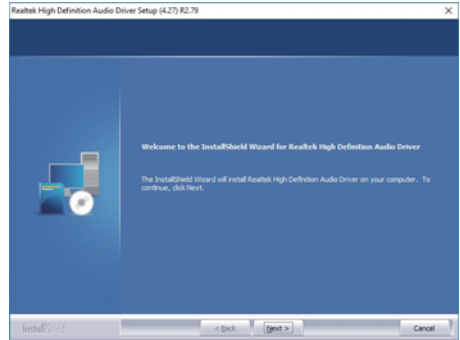 Realtek High Definition Audio Driver Setup (4.27) R2.79
Welcome to the InstallShield Wizard for Realtek High Definition Audio Driver
The InstallShield Wizard will install Realtek High Definition Audio Driver on your computer. To
continue, click Next.
InstallShield
< Back
Next >
Cancel